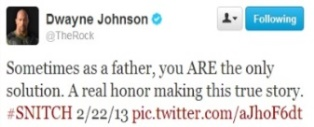 Dwayne Johnson
@TheRock
Following
Sometimes as a father, you ARE the only
solution. A real honor making this true story.
#SNITCH 2/22/13 pic.twitter.com/aJhoF6dt